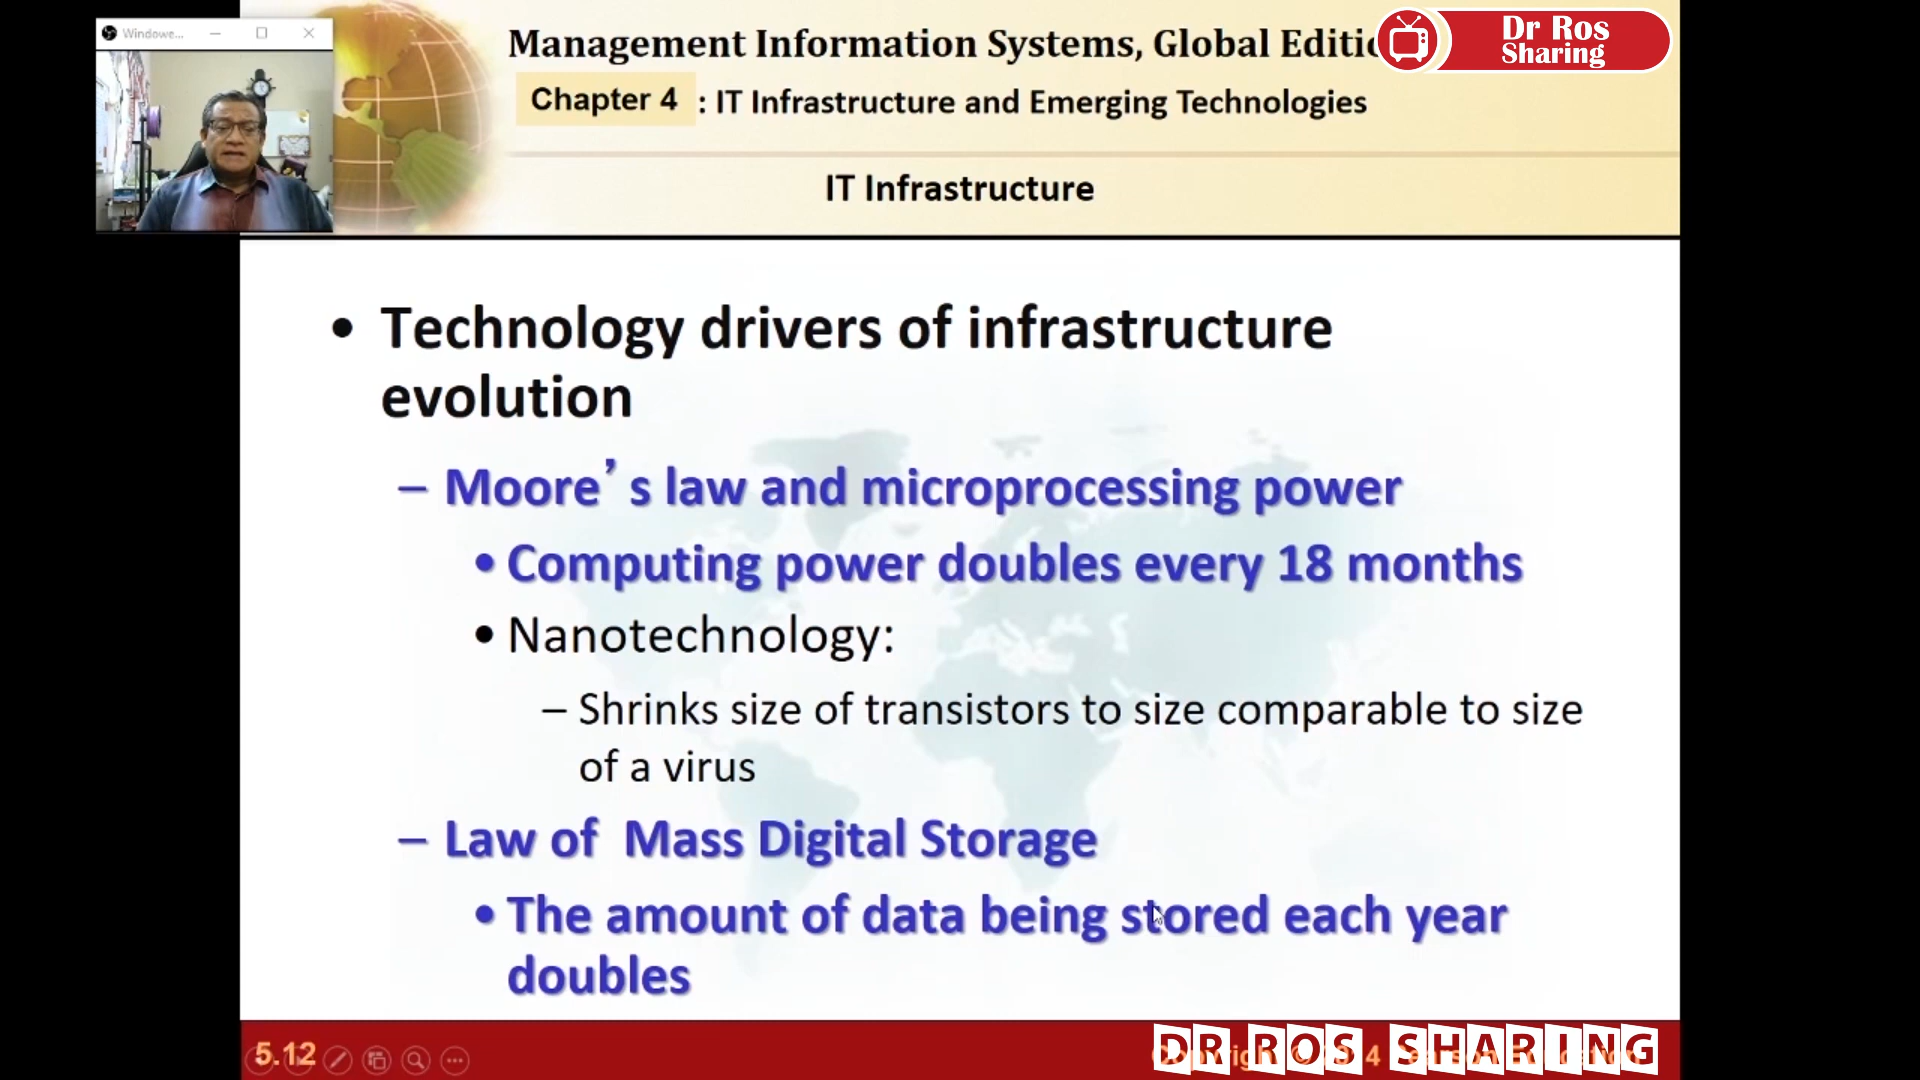 Windowe...
Management Information Systems, Global Editi
Dr Ros
Sharing
Chapter 4 : IT Infrastructure and Emerging Technologies
IT Infrastructure
• Technology drivers of infrastructure
evolution
– Moore’s law and microprocessing power
• Computing power doubles every 18 months
• Nanotechnology:
– Shrinks size of transistors to size comparable to size
of a virus
– Law of Mass Digital Storage
• The amount of data being stored each year
doubles
5.12
DR ROS SHARING